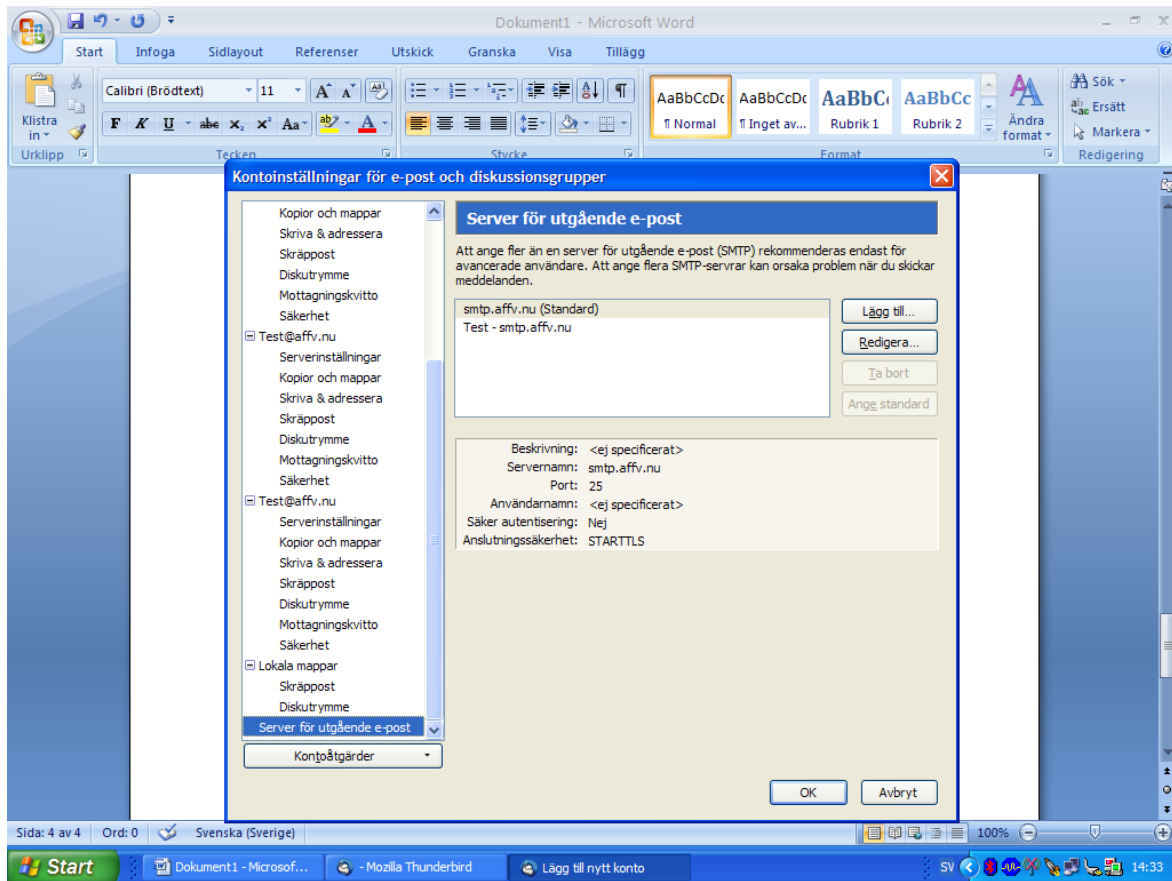 Dokument1 - Microsoft Word
Start Infoga Sidlayout Referenser Utskick Granska Visa Tillägg
Klistra in
Urklipp
Calibri (Brödtext) 11
F K U abe x₂ x² Aa ab A
Tecken
Stycke
AaBbCcDc AaBbCcDc AaBbC AaBbCc
¶ Normal ¶ Inget av... Rubrik 1 Rubrik 2
Ändra format
Format
Sök
Ersätt
Markera
Redigering
Kontoinställningar för e-post och diskussionsgrupper
Kopior och mappar
Skriva & adressera
Skräppost
Diskutrymme
Mottagningskvitto
Säkerhet
Test@affv.nu
Serverinställningar
Kopior och mappar
Skriva & adressera
Skräppost
Diskutrymme
Mottagningskvitto
Säkerhet
Test@affv.nu
Serverinställningar
Kopior och mappar
Skriva & adressera
Skräppost
Diskutrymme
Mottagningskvitto
Säkerhet
Lokala mappar
Skräppost
Diskutrymme
Server för utgående e-post
Kontoåtgärder
Server för utgående e-post
Att ange fler än en server för utgående e-post (SMTP) rekommenderas endast för
avancerade användare. Att ange flera SMTP-servrar kan orsaka problem när du skickar
meddelanden.
smtp.affv.nu (Standard)
Test - smtp.affv.nu
Lägg till...
Redigera...
Ta bort
Ange standard
Beskrivning: <ej specificerat>
Servernamn: smtp.affv.nu
Port: 25
Användarnamn: <ej specificerat>
Säker autentisering: Nej
Anslutningssäkerhet: STARTTLS
OK Avbryt
Sida: 4 av 4 Ord: 0 Svenska (Sverige) 100%
Start Dokument1 - Microsof... - Mozilla Thunderbird Lägg till nytt konto SV 14:33